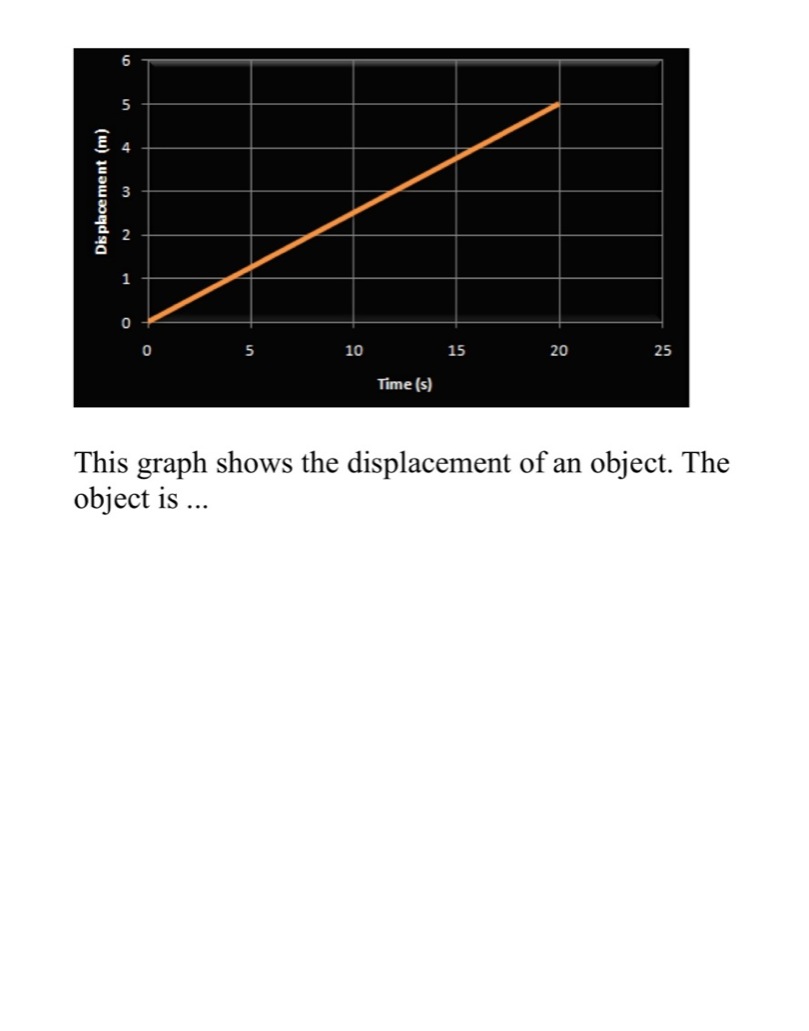 6
5
4
3
2
1
0
Displacement (m)
0 5 10 15 20 25
Time (s)
This graph shows the displacement of an object. The
object is ...